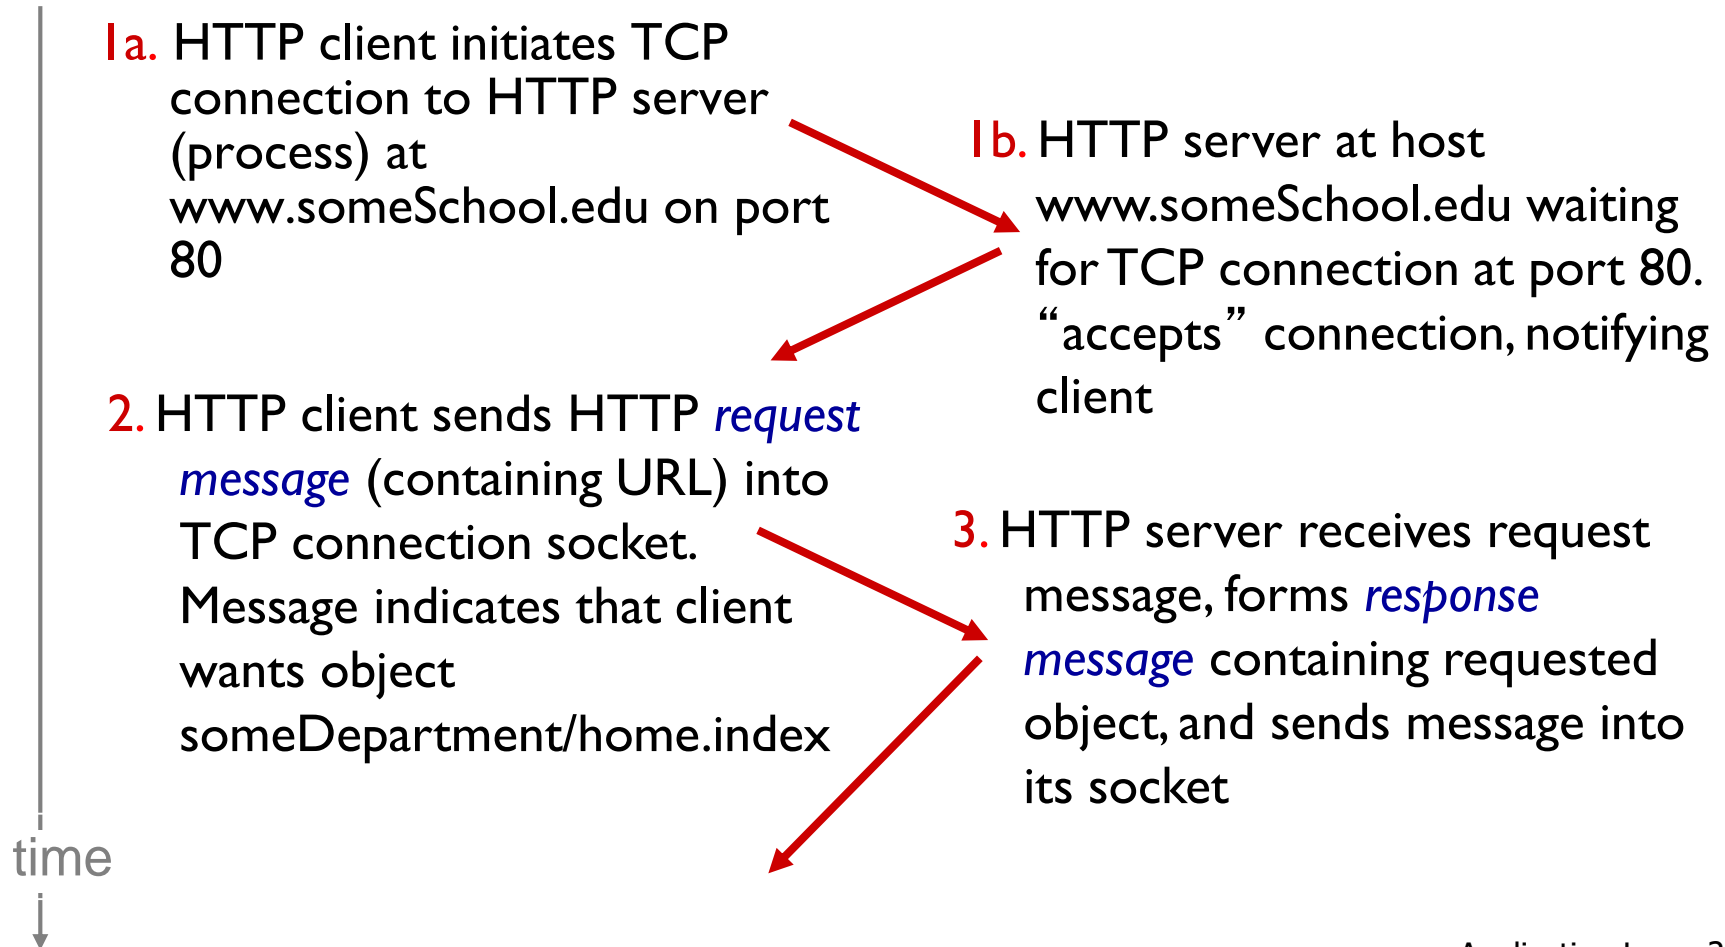 1a. HTTP client initiates TCP
connection to HTTP server
(process) at
www.someSchool.edu on port
80
1b. HTTP server at host
www.someSchool.edu waiting
for TCP connection at port 80.
“accepts” connection, notifying
client
2. HTTP client sends HTTP request
message (containing URL) into
TCP connection socket.
Message indicates that client
wants object
someDepartment/home.index
3. HTTP server receives request
message, forms response
message containing requested
object, and sends message into
its socket
time